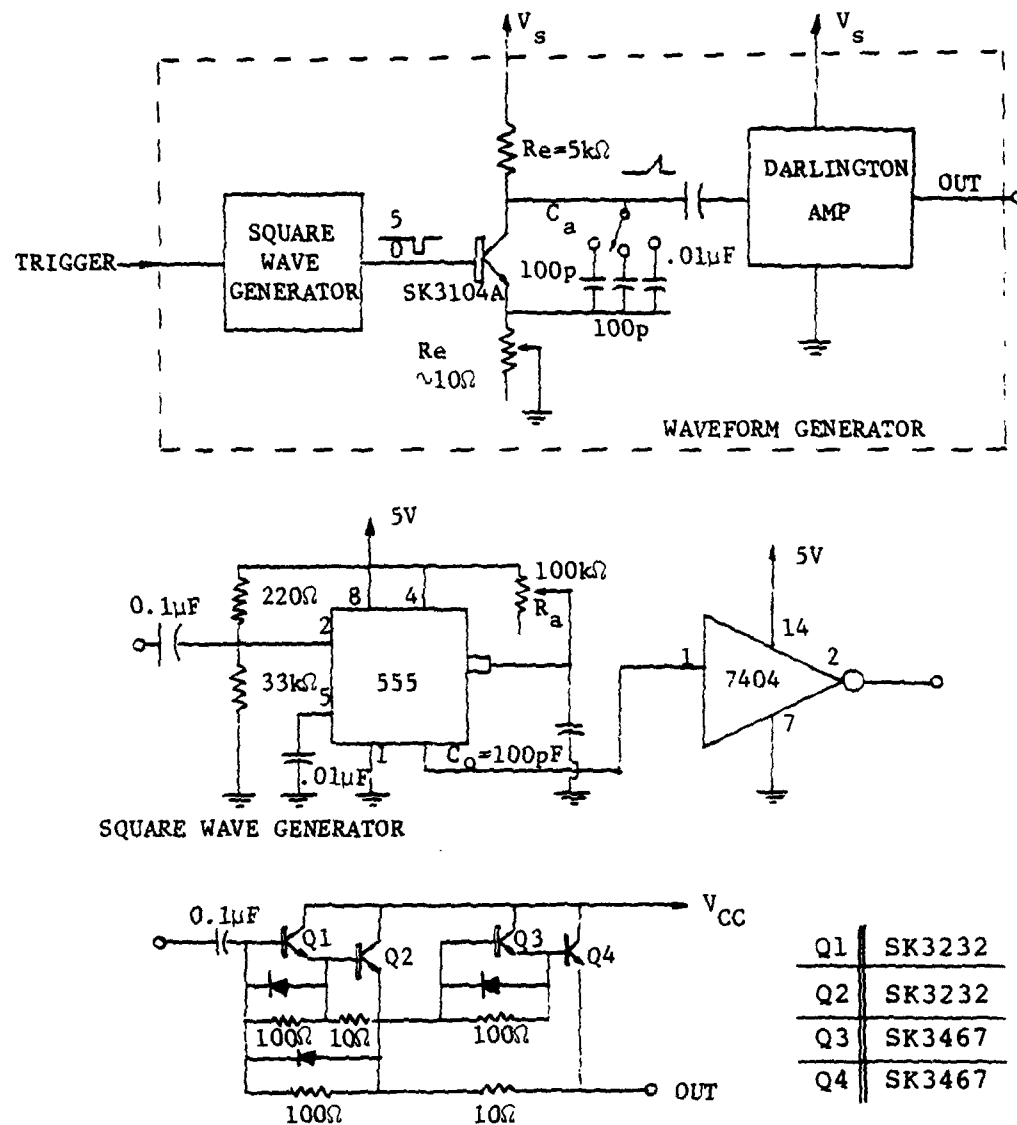 V_s
V_s
Re=5kΩ
DARLINGTON
AMP
OUT
TRIGGER
SQUARE
WAVE
GENERATOR
5
0
SK3104A
C_a
100p
.01μF
100p
Re
~10Ω
WAVEFORM GENERATOR
5V
0.1μF
220Ω
8
4
100kΩ
R_a
2
33kΩ
5
555
1
C_o=100pF
.01μF
5V
14
1
7404
2
7
SQUARE WAVE GENERATOR
0.1μF
Q1
Q2
Q3
Q4
V_CC
100Ω
10Ω
100Ω
100Ω
10Ω
OUT
Q1 SK3232
Q2 SK3232
Q3 SK3467
Q4 SK3467